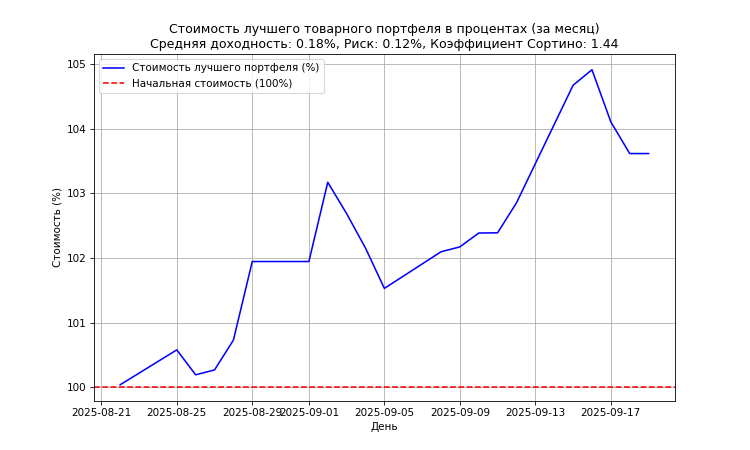 Стоимость лучшего товарного портфеля в процентах (за месяц)
Средняя доходность: 0.18%, Риск: 0.12%, Коэффициент Сортино: 1.44
Стоимость лучшего портфеля (%)
Начальная стоимость (100%)
Стоимость (%)
105
104
103
102
101
100
2025-08-21 2025-08-25 2025-08-29 2025-09-01 2025-09-05 2025-09-09 2025-09-13 2025-09-17
День